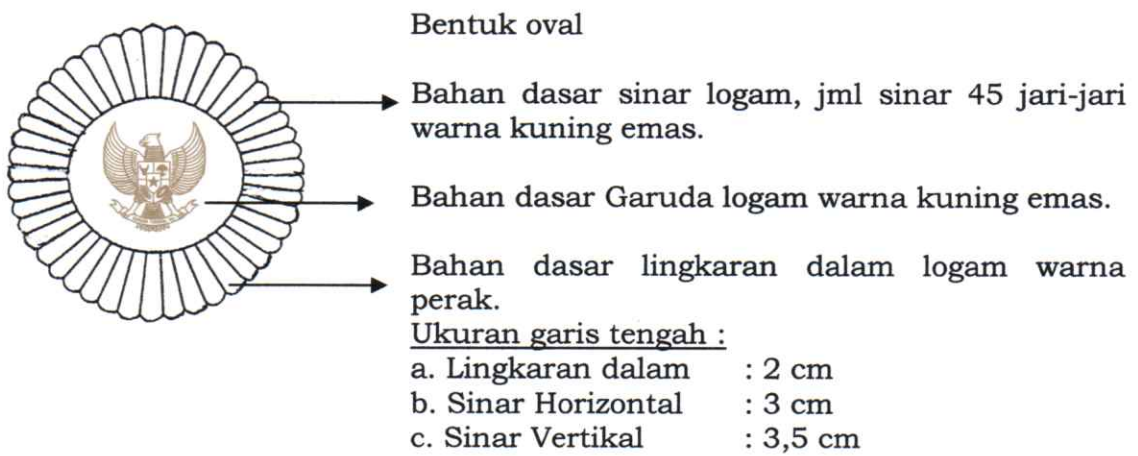 Bentuk oval
Bahan dasar sinar logam, jml sinar 45 jari-jari
warna kuning emas.
Bahan dasar Garuda logam warna kuning emas.
Bahan dasar lingkaran dalam logam warna
perak.
Ukuran garis tengah :
a. Lingkaran dalam : 2 cm
b. Sinar Horizontal : 3 cm
c. Sinar Vertikal : 3,5 cm